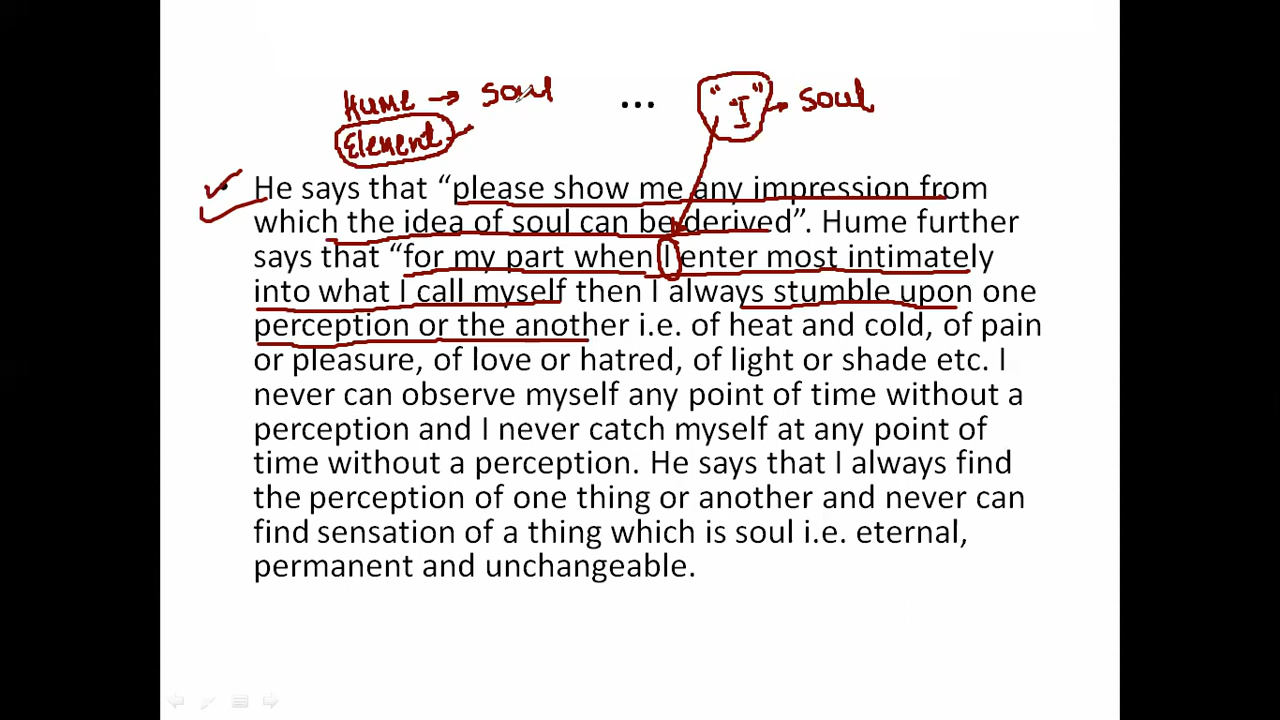 Hume → soul ... "I" → soul
Element
• He says that “please show me any impression from
which the idea of soul can be derived”. Hume further
says that “for my part when I enter most intimately
into what I call myself then I always stumble upon one
perception or the another i.e. of heat and cold, of pain
or pleasure, of love or hatred, of light or shade etc. I
never can observe myself any point of time without a
perception and I never catch myself at any point of
time without a perception. He says that I always find
the perception of one thing or another and never can
find sensation of a thing which is soul i.e. eternal,
permanent and unchangeable.